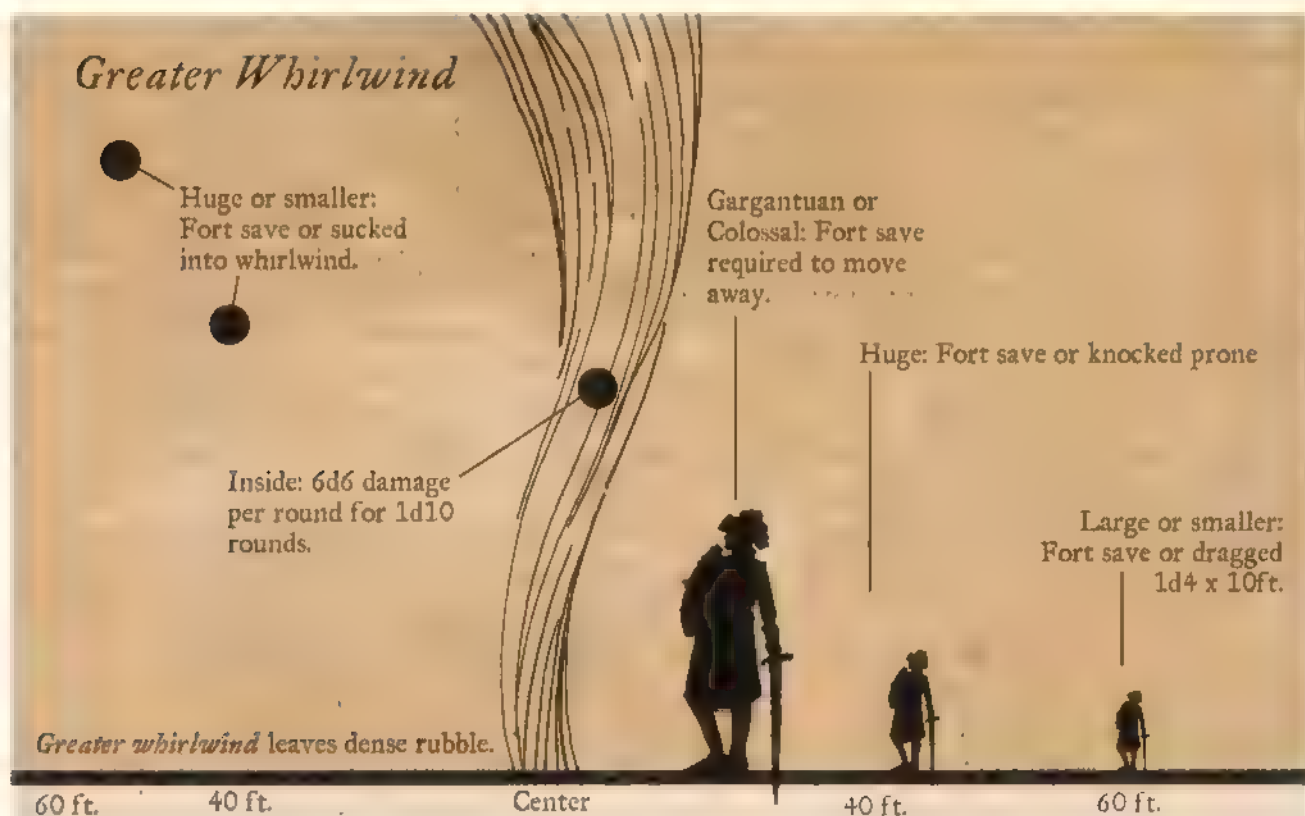 Greater Whirlwind
Huge or smaller:
Fort save or sucked
into whirlwind.
Gargantuan or
Colossal: Fort save
required to move
away.
Huge: Fort save or knocked prone
Inside: 6d6 damage
per round for 1d10
rounds.
Large or smaller:
Fort save or dragged
1d4 x 10ft.
Greater whirlwind leaves dense rubble.
60 ft.
40 ft.
Center
40 ft.
60 ft.